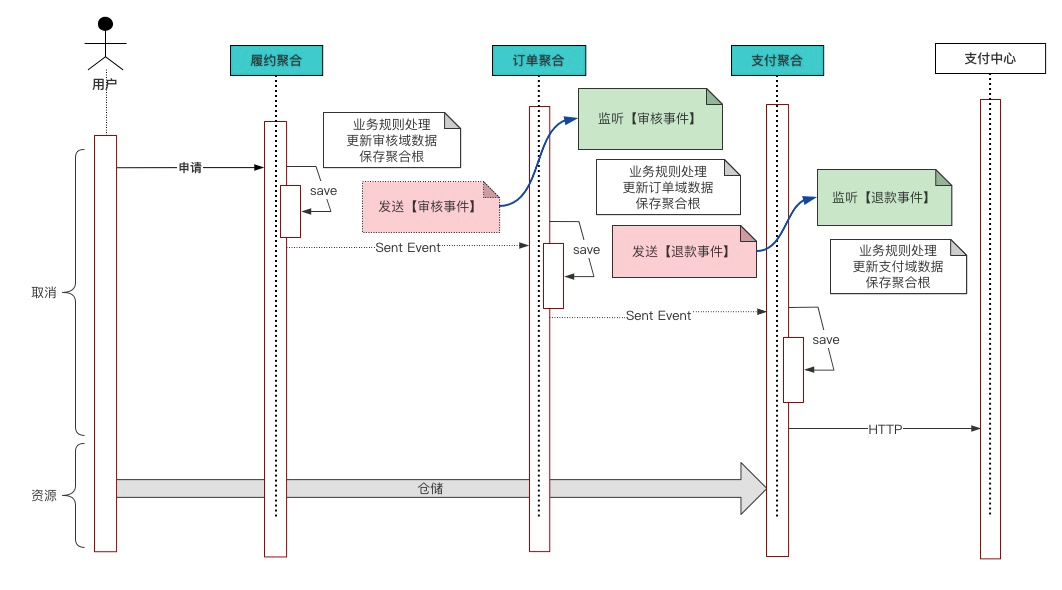 用户
履约聚合
订单聚合
支付聚合
支付中心
业务规则处理
更新审核域数据
保存聚合根
监听【审核事件】
申请
save
发送【审核事件】
业务规则处理
更新订单域数据
保存聚合根
监听【退款事件】
Sent Event
save
发送【退款事件】
业务规则处理
更新支付域数据
保存聚合根
取消
Sent Event
save
HTTP
资源
仓储